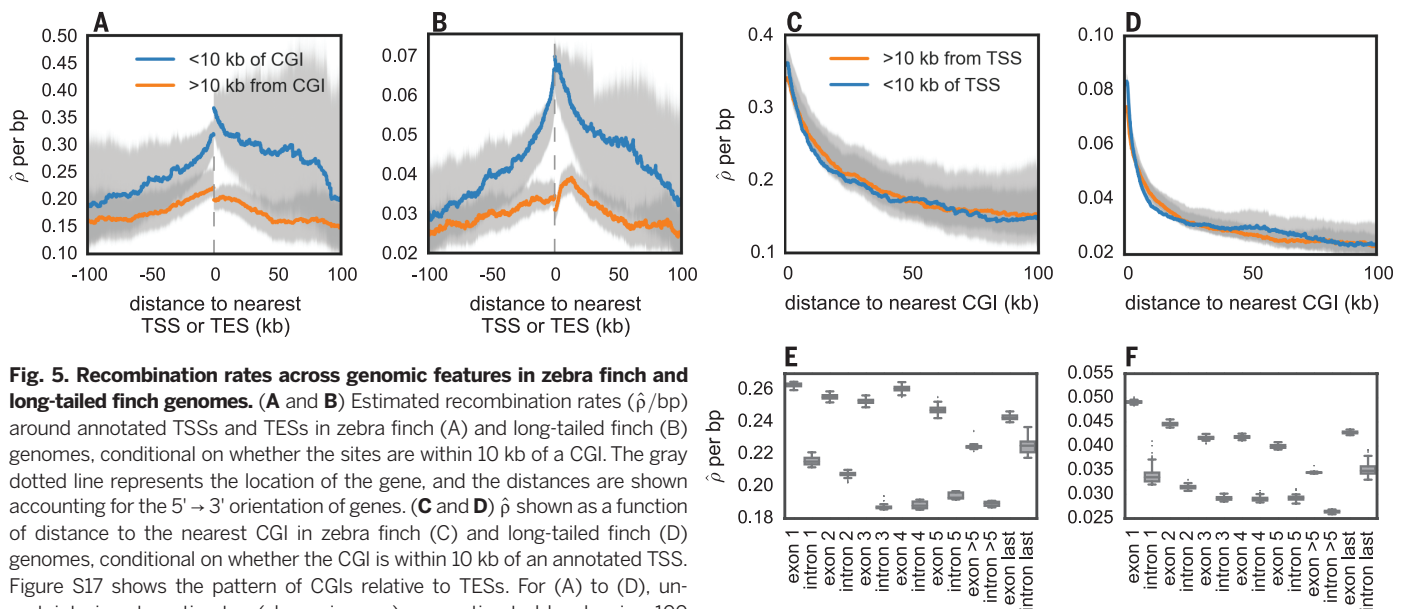 A
0.50
0.45
0.40
0.35
0.30
0.25
0.20
0.15
0.10
ρ̂ per bp
<10 kb of CGI
>10 kb from CGI
-100 -50 0 50 100
distance to nearest
TSS or TES (kb)
B
0.07
0.06
0.05
0.04
0.03
0.02
-100 -50 0 50 100
distance to nearest
TSS or TES (kb)
C
0.4
0.3
0.2
0.1
ρ̂ per bp
>10 kb from TSS
<10 kb of TSS
0 50 100
distance to nearest CGI (kb)
D
0.10
0.08
0.06
0.04
0.02
0 50 100
distance to nearest CGI (kb)
Fig. 5. Recombination rates across genomic features in zebra finch and
long-tailed finch genomes. (A and B) Estimated recombination rates (ρ̂/bp)
around annotated TSSs and TESs in zebra finch (A) and long-tailed finch (B)
genomes, conditional on whether the sites are within 10 kb of a CGI. The gray
dotted line represents the location of the gene, and the distances are shown
accounting for the 5' → 3' orientation of genes. (C and D) ρ̂ shown as a function
of distance to the nearest CGI in zebra finch (C) and long-tailed finch (D)
genomes, conditional on whether the CGI is within 10 kb of an annotated TSS.
Figure S17 shows the pattern of CGIs relative to TESs. For (A) to (D), un-
E
0.26
0.24
0.22
0.20
0.18
ρ̂ per bp
exon 1
intron 1
exon 2
intron 2
exon 3
intron 3
exon 4
intron 4
exon 5
intron 5
exon >5
intron >5
exon last
intron last
F
0.055
0.050
0.045
0.040
0.035
0.030
0.025
exon 1
intron 1
exon 2
intron 2
exon 3
intron 3
exon 4
intron 4
exon 5
intron 5
exon >5
intron >5
exon last
intron last